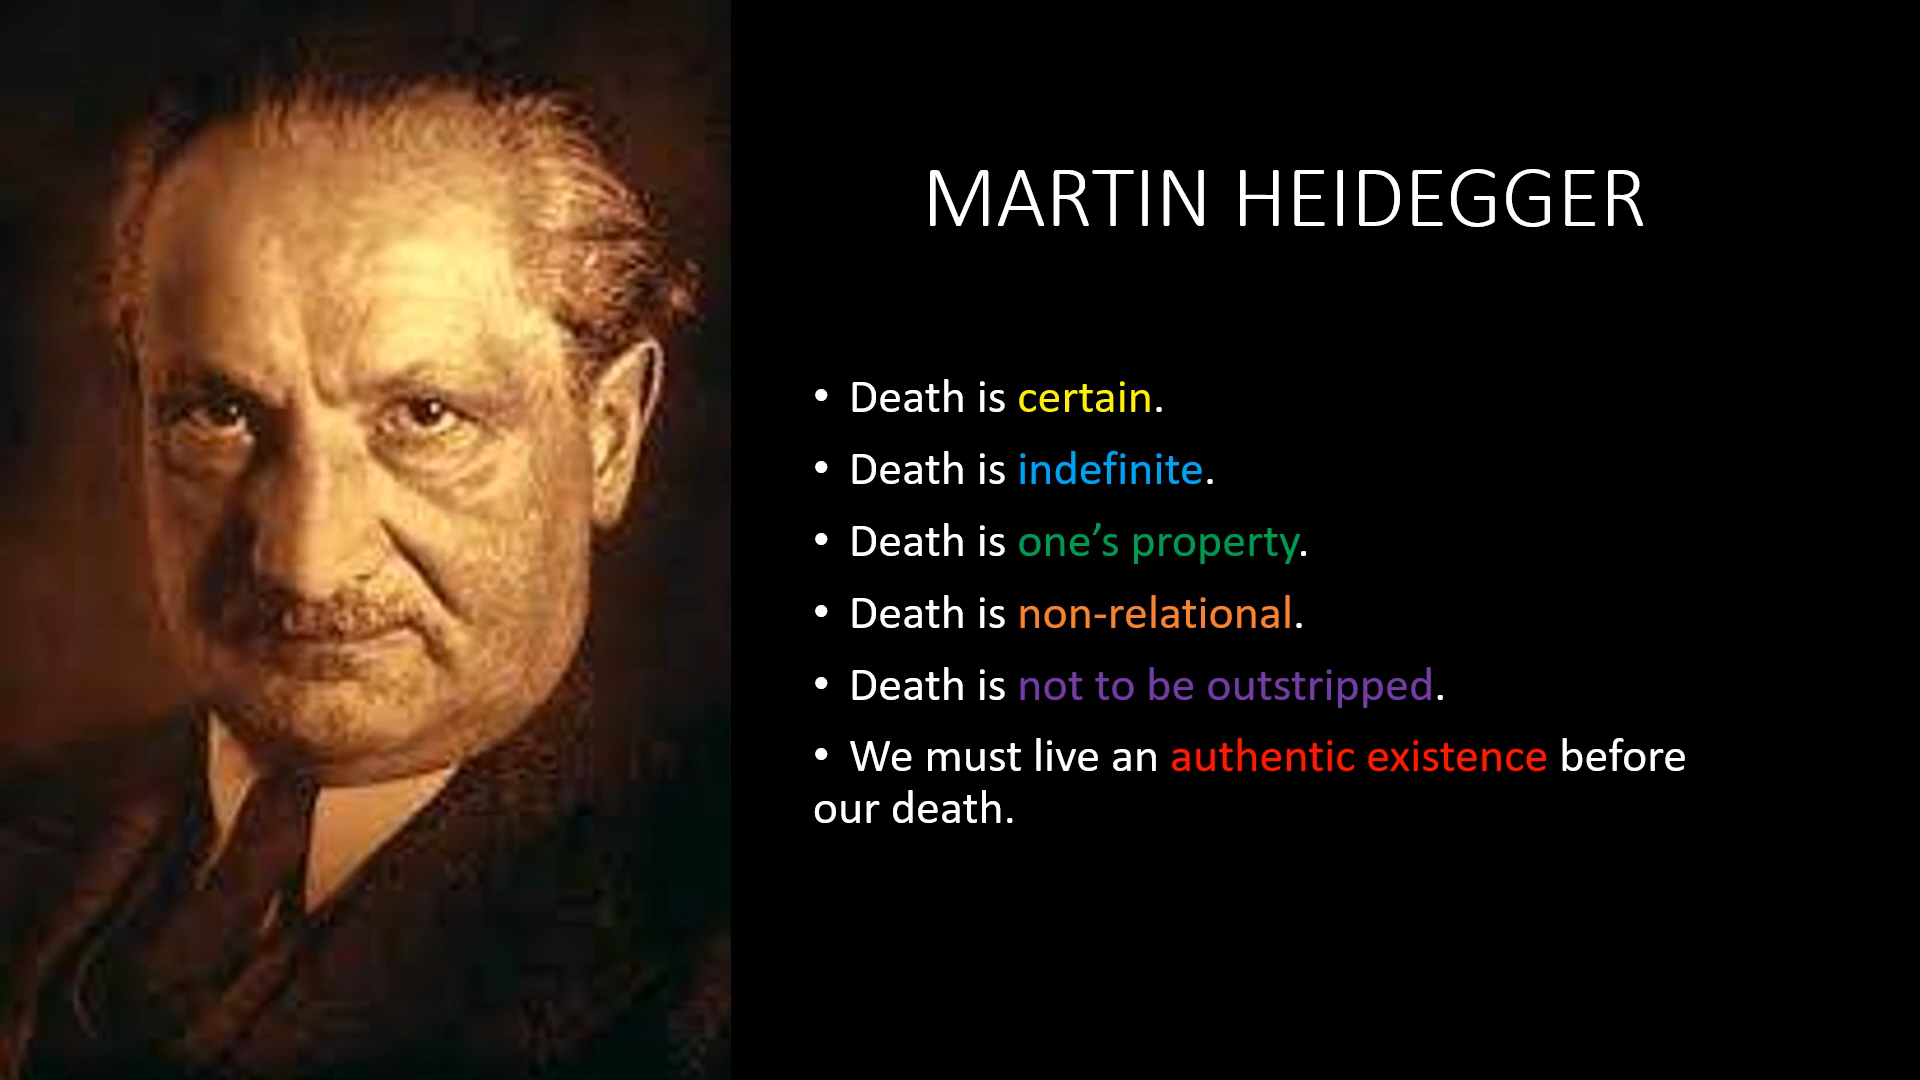 MARTIN HEIDEGGER
• Death is certain.
• Death is indefinite.
• Death is one’s property.
• Death is non-relational.
• Death is not to be outstripped.
• We must live an authentic existence before
our death.